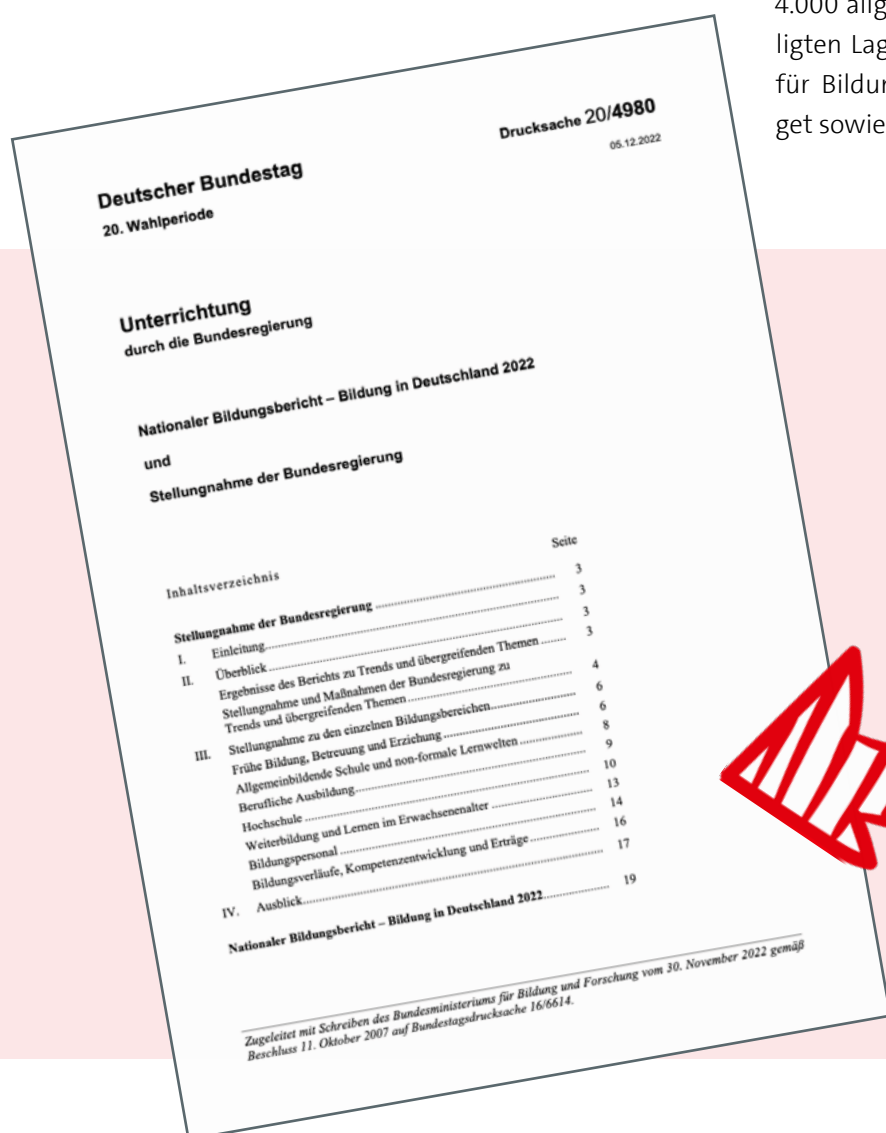 4.000 allg
ligten Lag
für Bildu
get sowie
Deutscher Bundestag
20. Wahlperiode
Drucksache 20/4980
05.12.2022
Unterrichtung
durch die Bundesregierung
Nationaler Bildungsbericht – Bildung in Deutschland 2022
und
Stellungnahme der Bundesregierung
Inhaltsverzeichnis Seite
Stellungnahme der Bundesregierung 3
I. Einleitung 3
II. Überblick 3
Ergebnisse des Berichts zu Trends und übergreifenden Themen 3
Stellungnahme und Maßnahmen der Bundesregierung zu
Trends und übergreifenden Themen 4
III. Stellungnahme zu den einzelnen Bildungsbereichen 6
Frühe Bildung, Betreuung und Erziehung 6
Allgemeinbildende Schule und non-formale Lernwelten 8
Berufliche Ausbildung 9
Hochschule 10
Weiterbildung und Lernen im Erwachsenenalter 13
Bildungspersonal 14
Bildungsverläufe, Kompetenzentwicklung und Erträge 16
IV. Ausblick 17
Nationaler Bildungsbericht – Bildung in Deutschland 2022 19
Zugeleitet mit Schreiben des Bundesministeriums für Bildung und Forschung vom 30. November 2022 gemäß
Beschluss 11. Oktober 2007 auf Bundestagsdrucksache 16/6614.